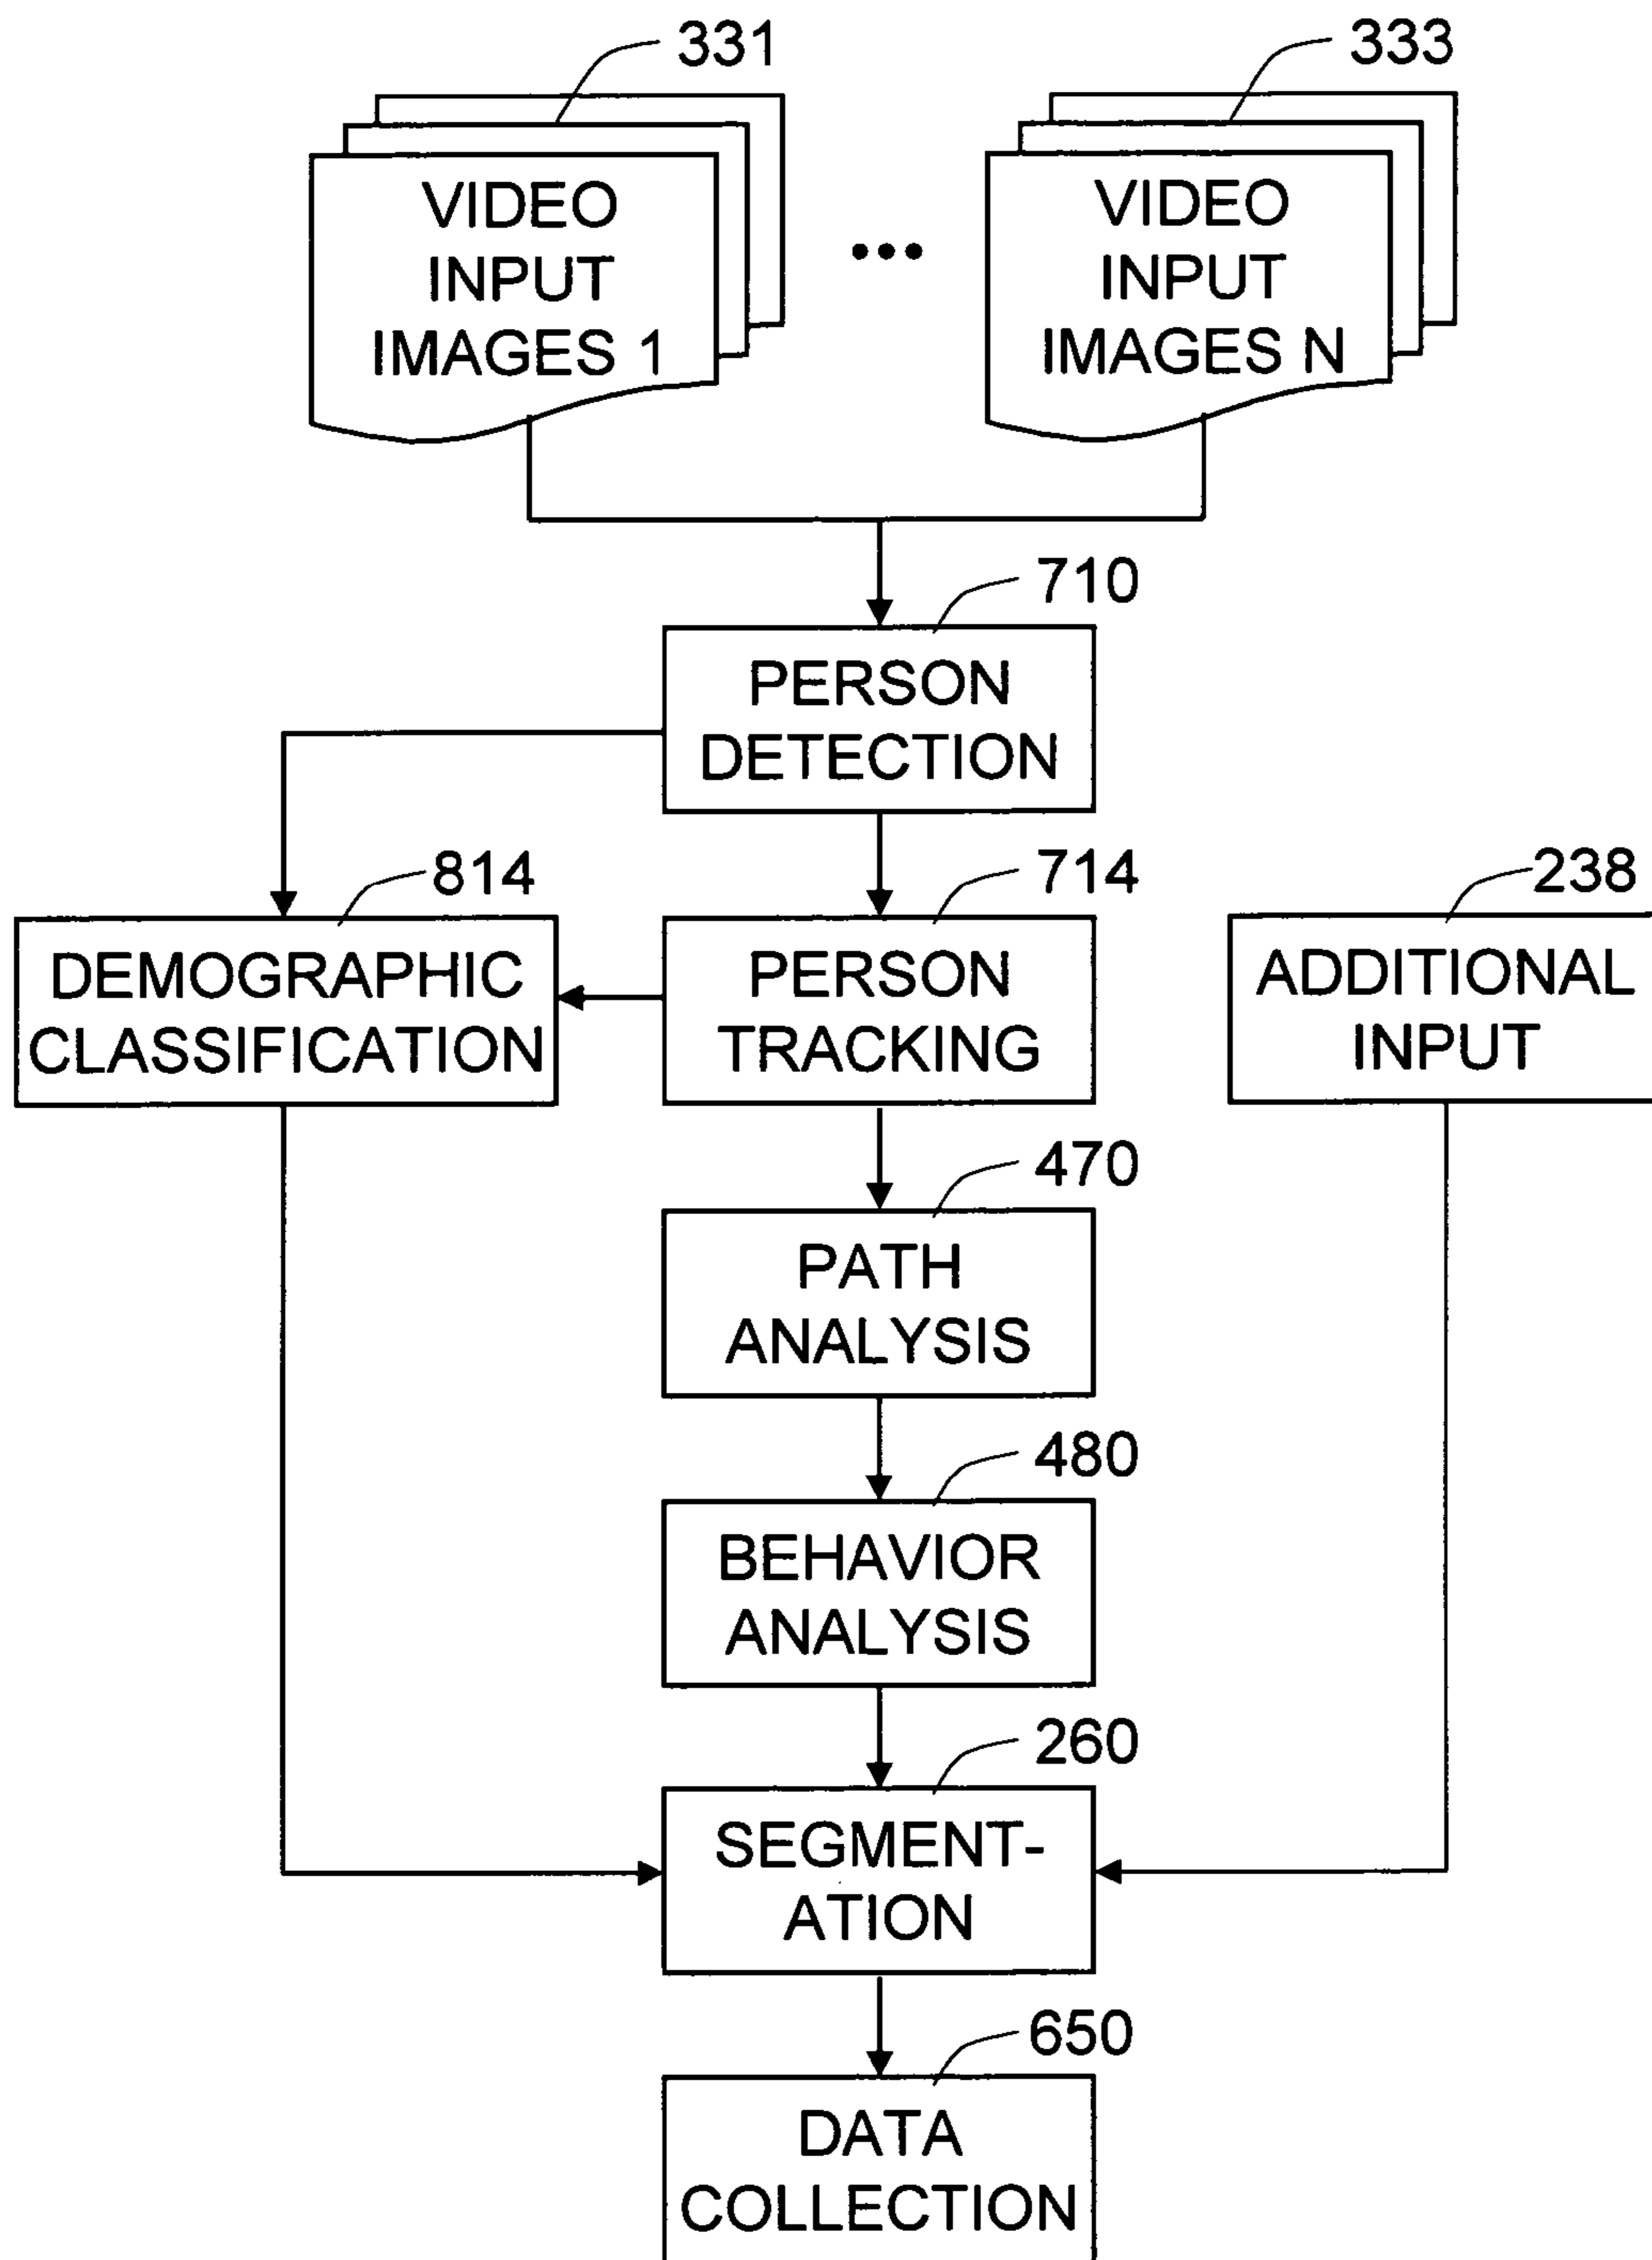 331
333
VIDEO
INPUT
IMAGES 1
•••
VIDEO
INPUT
IMAGES N
710
PERSON
DETECTION
814
714
238
DEMOGRAPHIC
CLASSIFICATION
PERSON
TRACKING
ADDITIONAL
INPUT
470
PATH
ANALYSIS
480
BEHAVIOR
ANALYSIS
260
SEGMENT-
ATION
650
DATA
COLLECTION